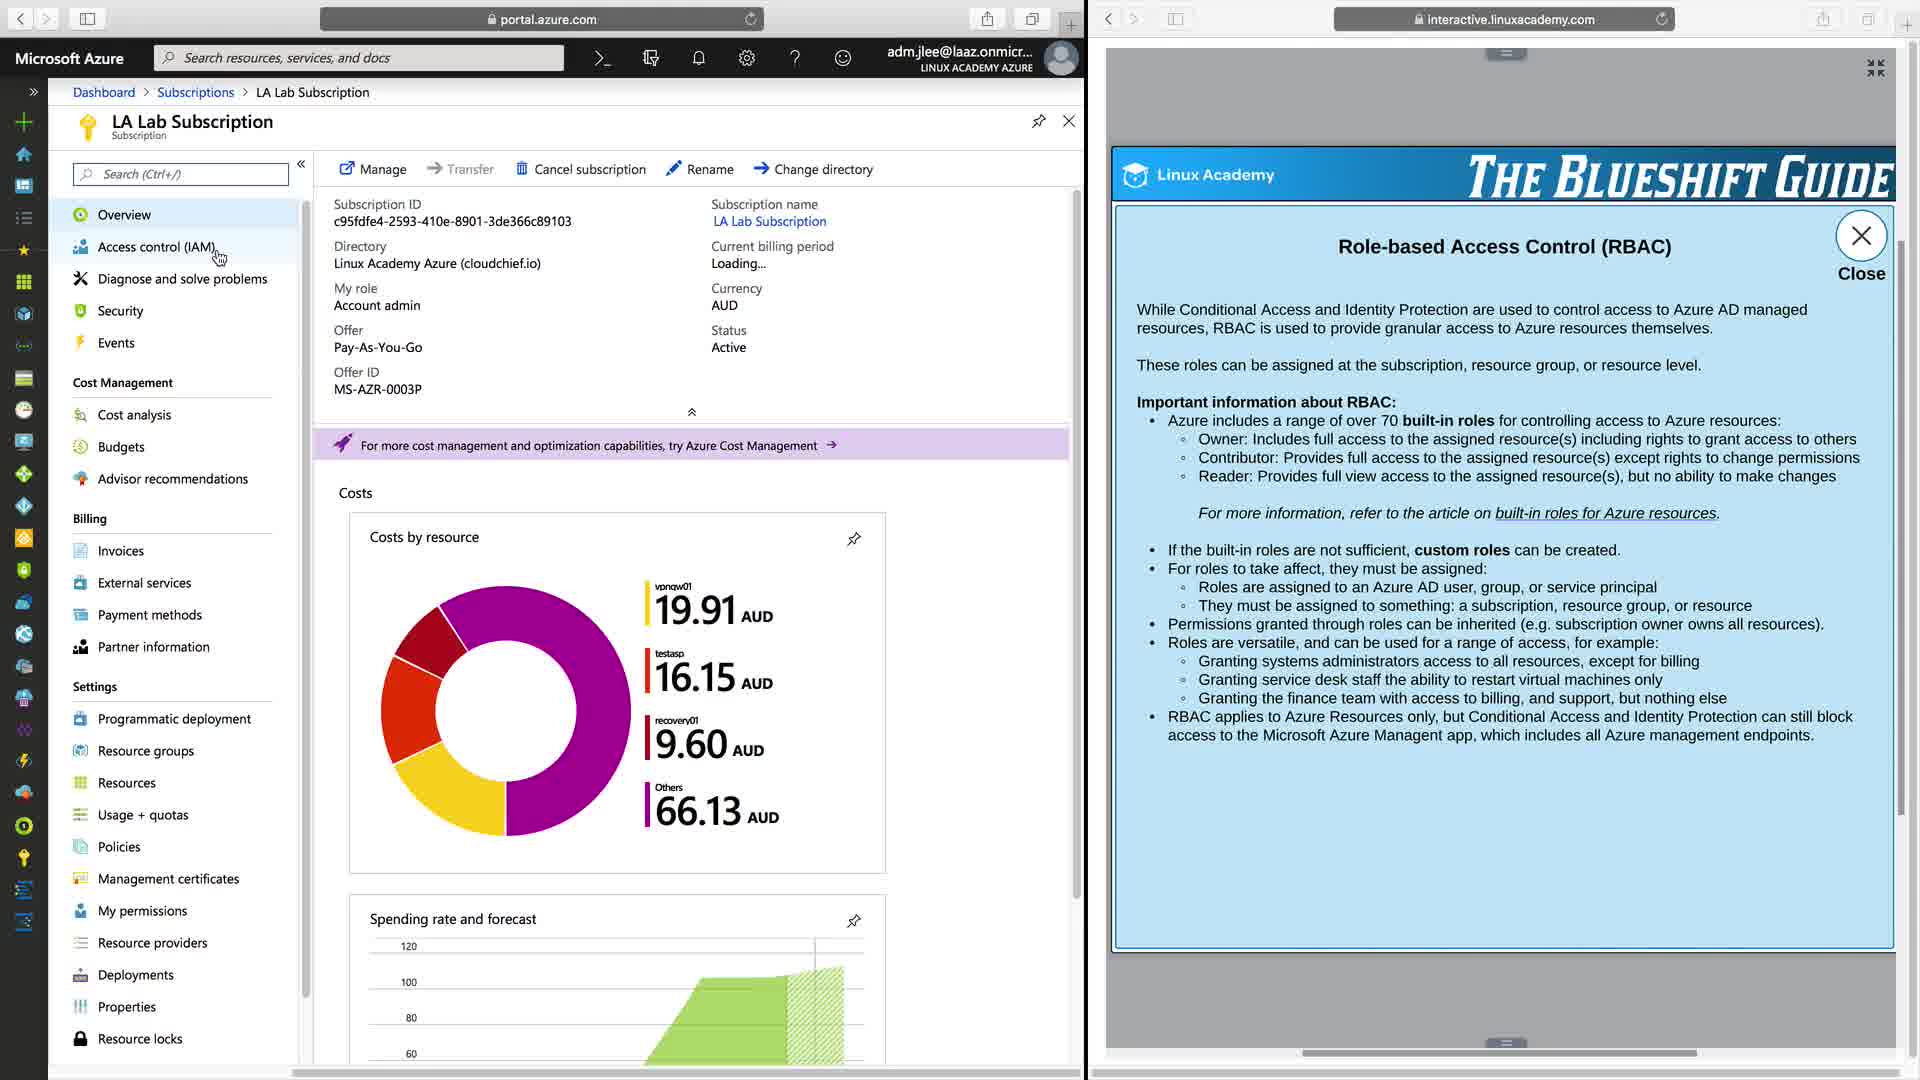 portal.azure.com
Microsoft Azure
Search resources, services, and docs
adm.jlee@laaz.onmicr...
LINUX ACADEMY AZURE
Dashboard > Subscriptions > LA Lab Subscription
LA Lab Subscription
Subscription
Search (Ctrl+/)
Overview
Access control (IAM)
Diagnose and solve problems
Security
Events
Cost Management
Cost analysis
Budgets
Advisor recommendations
Billing
Invoices
External services
Payment methods
Partner information
Settings
Programmatic deployment
Resource groups
Resources
Usage + quotas
Policies
Management certificates
My permissions
Resource providers
Deployments
Properties
Resource locks
Manage Transfer Cancel subscription Rename Change directory
Subscription ID
c95fdfe4-2593-410e-8901-3de366c89103
Directory
Linux Academy Azure (cloudchief.io)
My role
Account admin
Offer
Pay-As-You-Go
Offer ID
MS-AZR-0003P
Subscription name
LA Lab Subscription
Current billing period
Loading...
Currency
AUD
Status
Active
For more cost management and optimization capabilities, try Azure Cost Management
Costs
Costs by resource
vpngw01
19.91 AUD
testasp
16.15 AUD
recovery01
9.60 AUD
Others
66.13 AUD
Spending rate and forecast
120
100
80
60
interactive.linuxacademy.com
Linux Academy
THE BLUESHIFT GUIDE
Role-based Access Control (RBAC)
Close
While Conditional Access and Identity Protection are used to control access to Azure AD managed
resources, RBAC is used to provide granular access to Azure resources themselves.
These roles can be assigned at the subscription, resource group, or resource level.
Important information about RBAC:
• Azure includes a range of over 70 built-in roles for controlling access to Azure resources:
◦ Owner: Includes full access to the assigned resource(s) including rights to grant access to others
◦ Contributor: Provides full access to the assigned resource(s) except rights to change permissions
◦ Reader: Provides full view access to the assigned resource(s), but no ability to make changes
For more information, refer to the article on built-in roles for Azure resources.
• If the built-in roles are not sufficient, custom roles can be created.
• For roles to take affect, they must be assigned:
◦ Roles are assigned to an Azure AD user, group, or service principal
◦ They must be assigned to something: a subscription, resource group, or resource
• Permissions granted through roles can be inherited (e.g. subscription owner owns all resources).
• Roles are versatile, and can be used for a range of access, for example:
◦ Granting systems administrators access to all resources, except for billing
◦ Granting service desk staff the ability to restart virtual machines only
◦ Granting the finance team with access to billing, and support, but nothing else
• RBAC applies to Azure Resources only, but Conditional Access and Identity Protection can still block
access to the Microsoft Azure Managent app, which includes all Azure management endpoints.